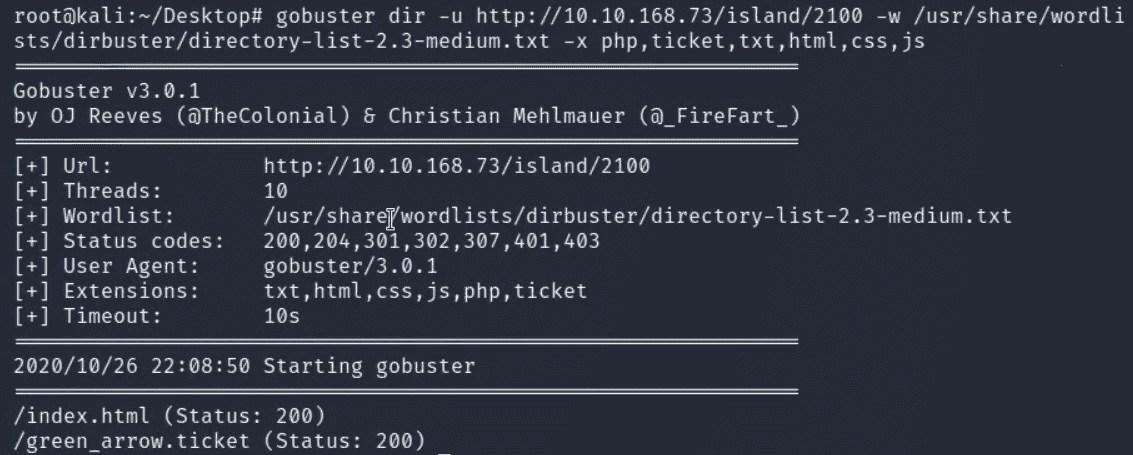 root@kali:~/Desktop# gobuster dir -u http://10.10.168.73/island/2100 -w /usr/share/wordli
sts/dirbuster/directory-list-2.3-medium.txt -x php,ticket,txt,html,css,js
===============================================================
Gobuster v3.0.1
by OJ Reeves (@TheColonial) & Christian Mehlmauer (@_FireFart_)
===============================================================
[+] Url:            http://10.10.168.73/island/2100
[+] Threads:        10
[+] Wordlist:       /usr/share/wordlists/dirbuster/directory-list-2.3-medium.txt
[+] Status codes:   200,204,301,302,307,401,403
[+] User Agent:     gobuster/3.0.1
[+] Extensions:     txt,html,css,js,php,ticket
[+] Timeout:        10s
===============================================================
2020/10/26 22:08:50 Starting gobuster
===============================================================
/index.html (Status: 200)
/green_arrow.ticket (Status: 200)